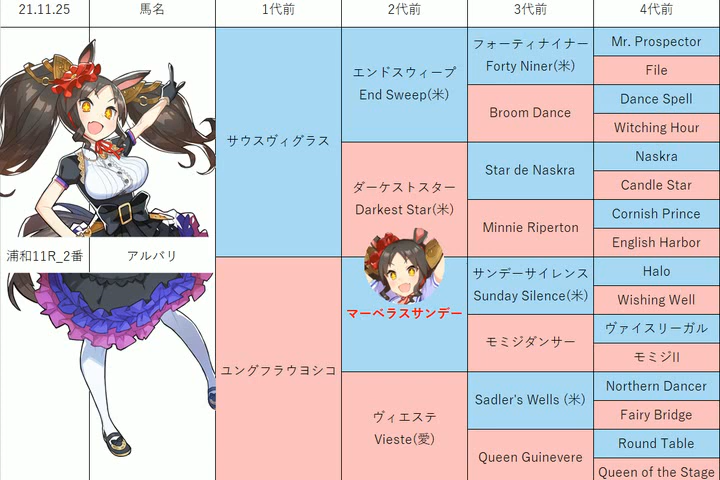 21.11.25
馬名
1代前
2代前
3代前
4代前
浦和11R_2番
アルバリ
サウスヴィグラス
ユングフラウヨシコ
エンドスウィープ
End Sweep(米)
ダーケストスター
Darkest Star(米)
マーベラスサンデー
ヴィエステ
Vieste(愛)
フォーティナイナー
Forty Niner(米)
Broom Dance
Star de Naskra
Minnie Riperton
サンデーサイレンス
Sunday Silence(米)
モミジダンサー
Sadler's Wells (米)
Queen Guinevere
Mr. Prospector
File
Dance Spell
Witching Hour
Naskra
Candle Star
Cornish Prince
English Harbor
Halo
Wishing Well
ヴァイスリーガル
モミジII
Northern Dancer
Fairy Bridge
Round Table
Queen of the Stage